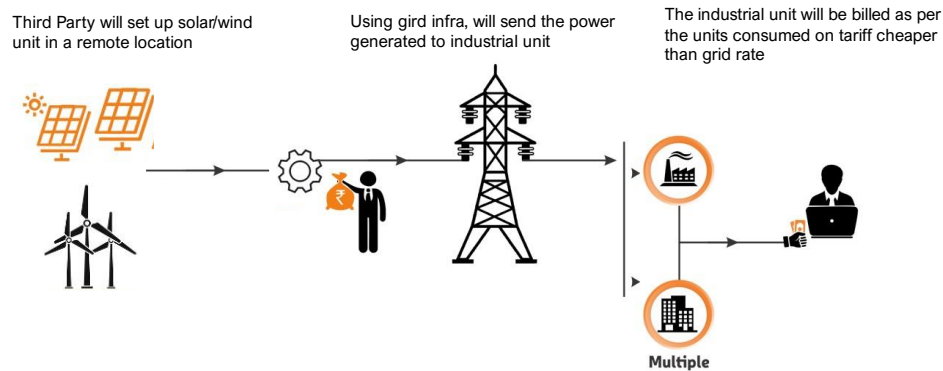 Third Party will set up solar/wind
unit in a remote location
Using gird infra, will send the power
generated to industrial unit
The industrial unit will be billed as per
the units consumed on tariff cheaper
than grid rate
₹
Multiple